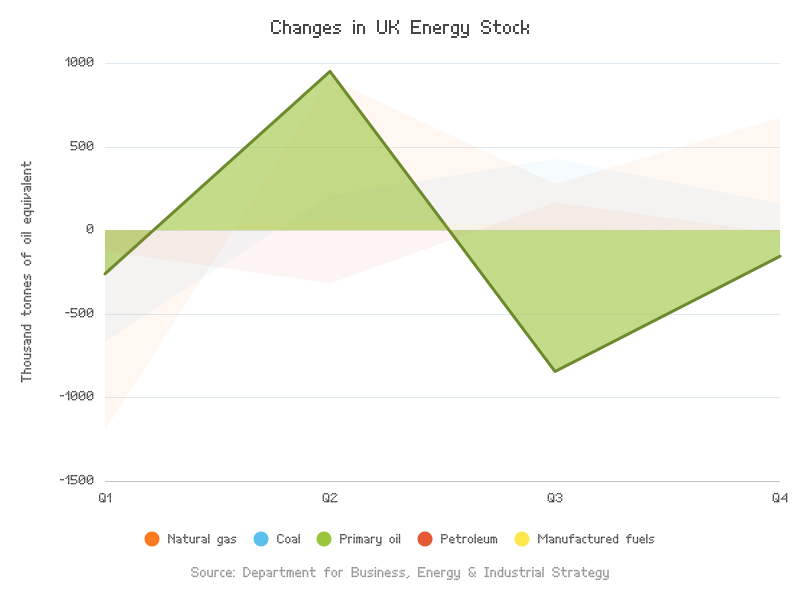 Changes in UK Energy Stock
Thousand tonnes of oil equivalent
1000
500
0
-500
-1000
-1500
Q1 Q2 Q3 Q4
Natural gas Coal Primary oil Petroleum Manufactured fuels
Source: Department for Business, Energy & Industrial Strategy